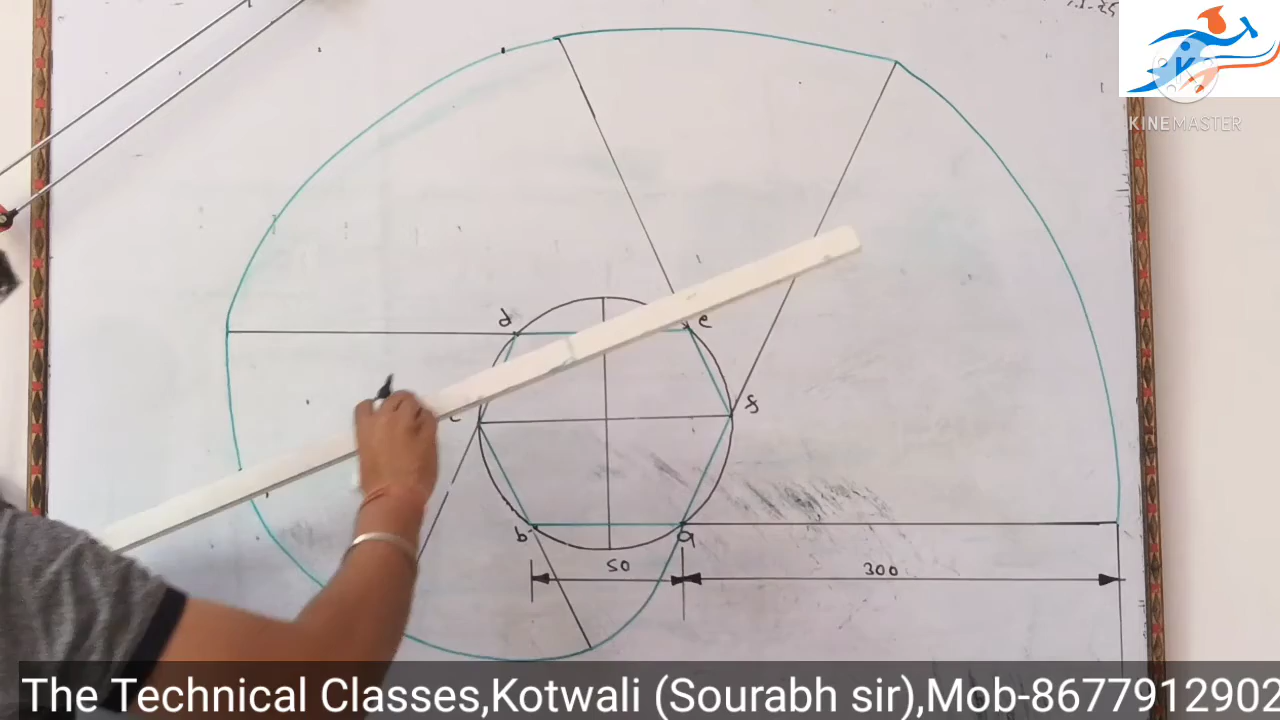 KINEMASTER
d
e
c
f
b
a
50
300
The Technical Classes,Kotwali (Sourabh sir),Mob-8677912902